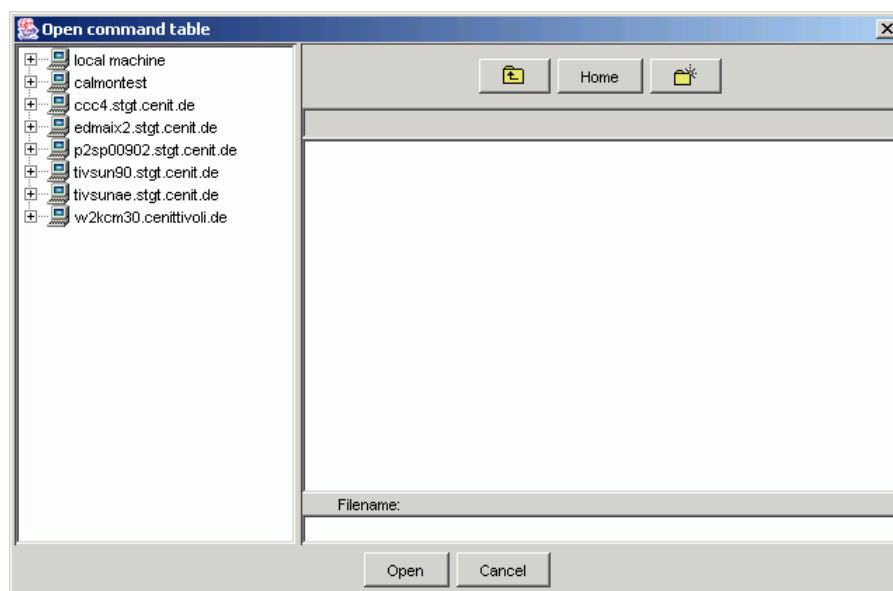 Open command table
local machine
calmontest
ccc4.stgt.cenit.de
edmaix2.stgt.cenit.de
p2sp00902.stgt.cenit.de
tivsun90.stgt.cenit.de
tivsunae.stgt.cenit.de
w2kcm30.cenittivoli.de
Home
Filename:
Open Cancel